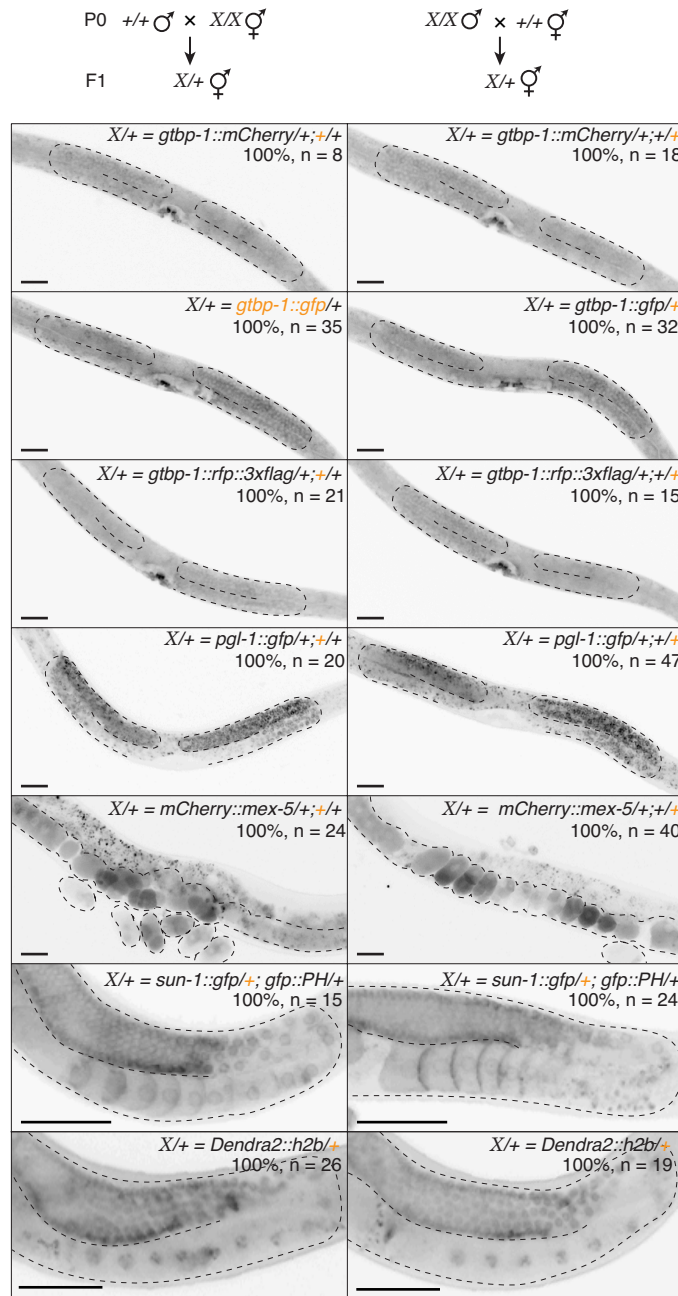 P0 +/+ ♂ × X/X ⚥
X/X ♂ × +/+ ⚥
F1 X/+ ⚥
X/+ ⚥
X/+ = gtbp-1::mCherry/+;+/+
100%, n = 8
X/+ = gtbp-1::mCherry/+;+/+
100%, n = 18
X/+ = gtbp-1::gfp/+
100%, n = 35
X/+ = gtbp-1::gfp/+
100%, n = 32
X/+ = gtbp-1::rfp::3xflag/+;+/+
100%, n = 21
X/+ = gtbp-1::rfp::3xflag/+;+/+
100%, n = 15
X/+ = pgl-1::gfp/+;+/+
100%, n = 20
X/+ = pgl-1::gfp/+;+/+
100%, n = 47
X/+ = mCherry::mex-5/+;+/+
100%, n = 24
X/+ = mCherry::mex-5/+;+/+
100%, n = 40
X/+ = sun-1::gfp/+; gfp::PH/+
100%, n = 15
X/+ = sun-1::gfp/+; gfp::PH/+
100%, n = 24
X/+ = Dendra2::h2b/+
100%, n = 26
X/+ = Dendra2::h2b/+
100%, n = 19